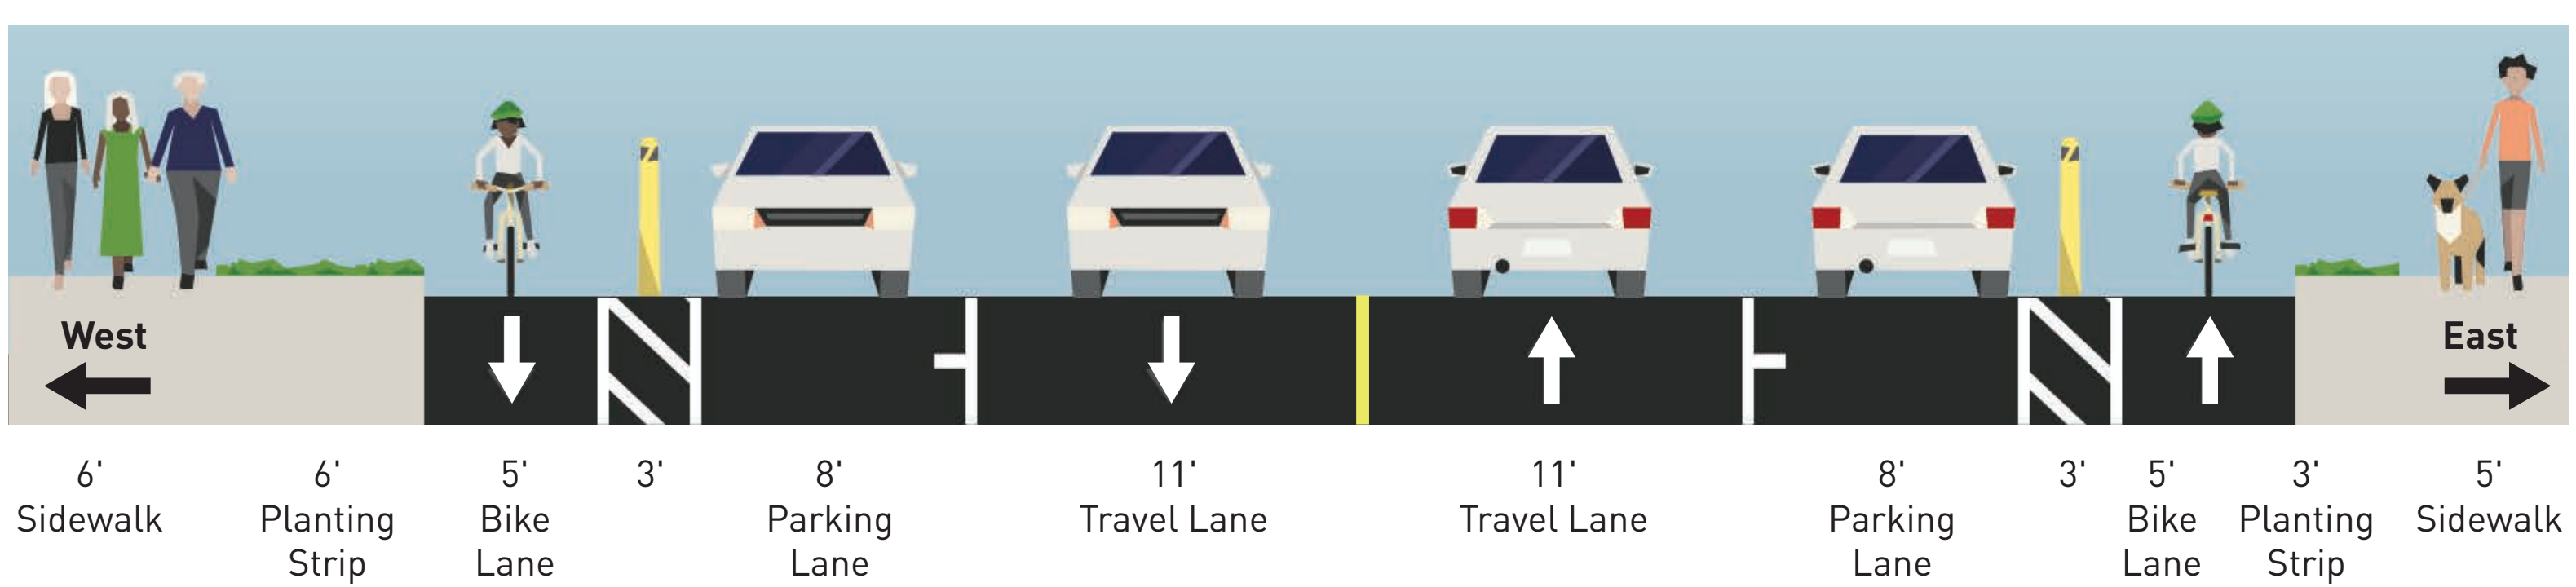 West
East
6' 6' 5' 3' 8' 11' 11' 8' 3' 5' 3' 5'
Sidewalk Planting Bike Parking Travel Lane Travel Lane Parking Bike Planting Sidewalk
Strip Lane Lane Lane Lane Strip